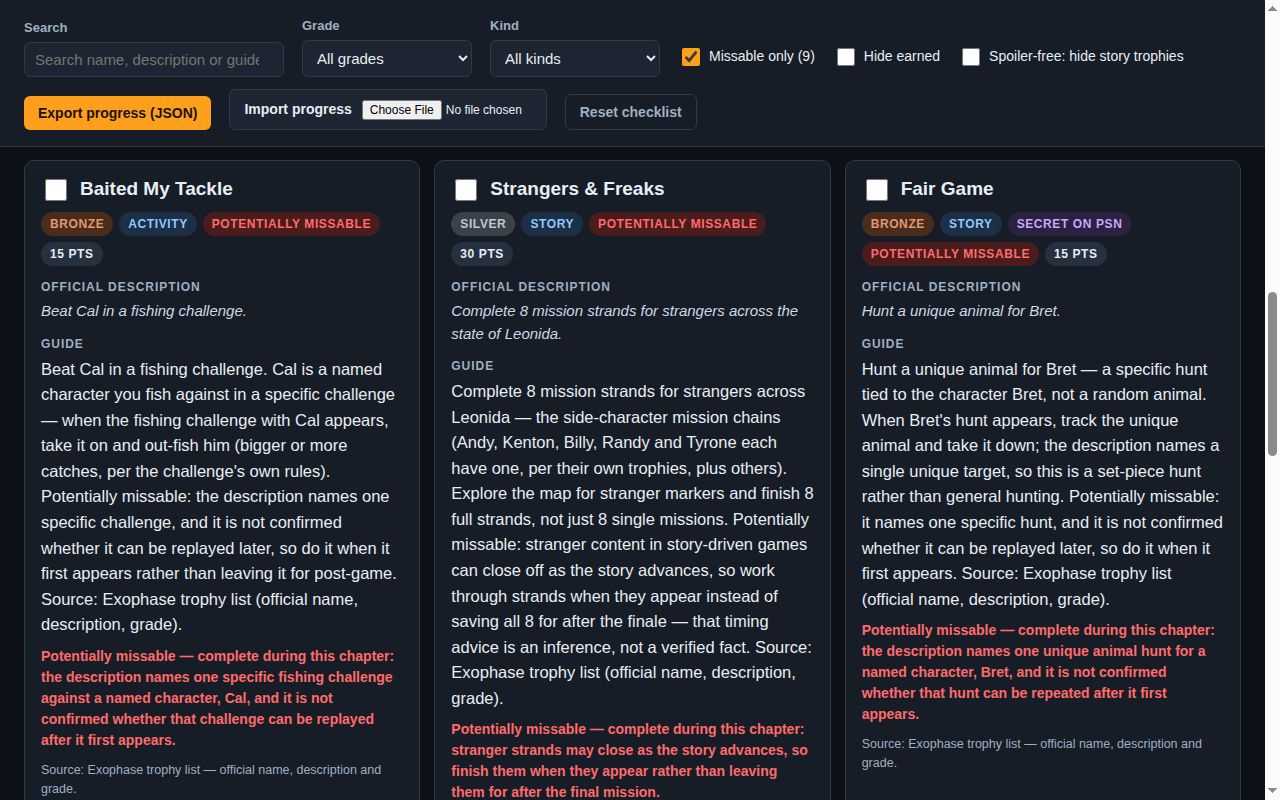 Search
Grade
Kind
Search name, description or guide
All grades
All kinds
Missable only (9)
Hide earned
Spoiler-free: hide story trophies
Export progress (JSON)
Import progress
Choose File
No file chosen
Reset checklist
Baited My Tackle
BRONZE
ACTIVITY
POTENTIALLY MISSABLE
15 PTS
OFFICIAL DESCRIPTION
Beat Cal in a fishing challenge.
GUIDE
Beat Cal in a fishing challenge. Cal is a named
character you fish against in a specific challenge
— when the fishing challenge with Cal appears,
take it on and out-fish him (bigger or more
catches, per the challenge's own rules).
Potentially missable: the description names one
specific challenge, and it is not confirmed
whether it can be replayed later, so do it when it
first appears rather than leaving it for post-game.
Source: Exophase trophy list (official name,
description, grade).
Potentially missable — complete during this chapter:
the description names one specific fishing challenge
against a named character, Cal, and it is not
confirmed whether that challenge can be replayed
after it first appears.
Source: Exophase trophy list — official name, description and
grade.
Strangers & Freaks
SILVER
STORY
POTENTIALLY MISSABLE
30 PTS
OFFICIAL DESCRIPTION
Complete 8 mission strands for strangers across the
state of Leonida.
GUIDE
Complete 8 mission strands for strangers across
Leonida — the side-character mission chains
(Andy, Kenton, Billy, Randy and Tyrone each
have one, per their own trophies, plus others).
Explore the map for stranger markers and finish 8
full strands, not just 8 single missions. Potentially
missable: stranger content in story-driven games
can close off as the story advances, so work
through strands when they appear instead of
saving all 8 for after the finale — that timing
advice is an inference, not a verified fact. Source:
Exophase trophy list (official name, description,
grade).
Potentially missable — complete during this chapter:
stranger strands may close as the story advances, so
finish them when they appear rather than leaving
them for after the final mission.
Fair Game
BRONZE
STORY
SECRET ON PSN
POTENTIALLY MISSABLE
15 PTS
OFFICIAL DESCRIPTION
Hunt a unique animal for Bret.
GUIDE
Hunt a unique animal for Bret — a specific hunt
tied to the character Bret, not a random animal.
When Bret's hunt appears, track the unique
animal and take it down; the description names a
single unique target, so this is a set-piece hunt
rather than general hunting. Potentially missable:
it names one specific hunt, and it is not confirmed
whether it can be replayed later, so do it when it
first appears. Source: Exophase trophy list
(official name, description, grade).
Potentially missable — complete during this chapter:
the description names one unique animal hunt for a
named character, Bret, and it is not confirmed
whether that hunt can be repeated after it first
appears.
Source: Exophase trophy list — official name, description and
grade.